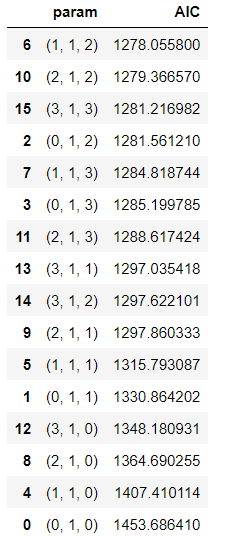 param AIC
6 (1, 1, 2) 1278.055800
10 (2, 1, 2) 1279.366570
15 (3, 1, 3) 1281.216982
2 (0, 1, 2) 1281.561210
7 (1, 1, 3) 1284.818744
3 (0, 1, 3) 1285.199785
11 (2, 1, 3) 1288.617424
13 (3, 1, 1) 1297.035418
14 (3, 1, 2) 1297.622101
9 (2, 1, 1) 1297.860333
5 (1, 1, 1) 1315.793087
1 (0, 1, 1) 1330.864202
12 (3, 1, 0) 1348.180931
8 (2, 1, 0) 1364.690255
4 (1, 1, 0) 1407.410114
0 (0, 1, 0) 1453.686410